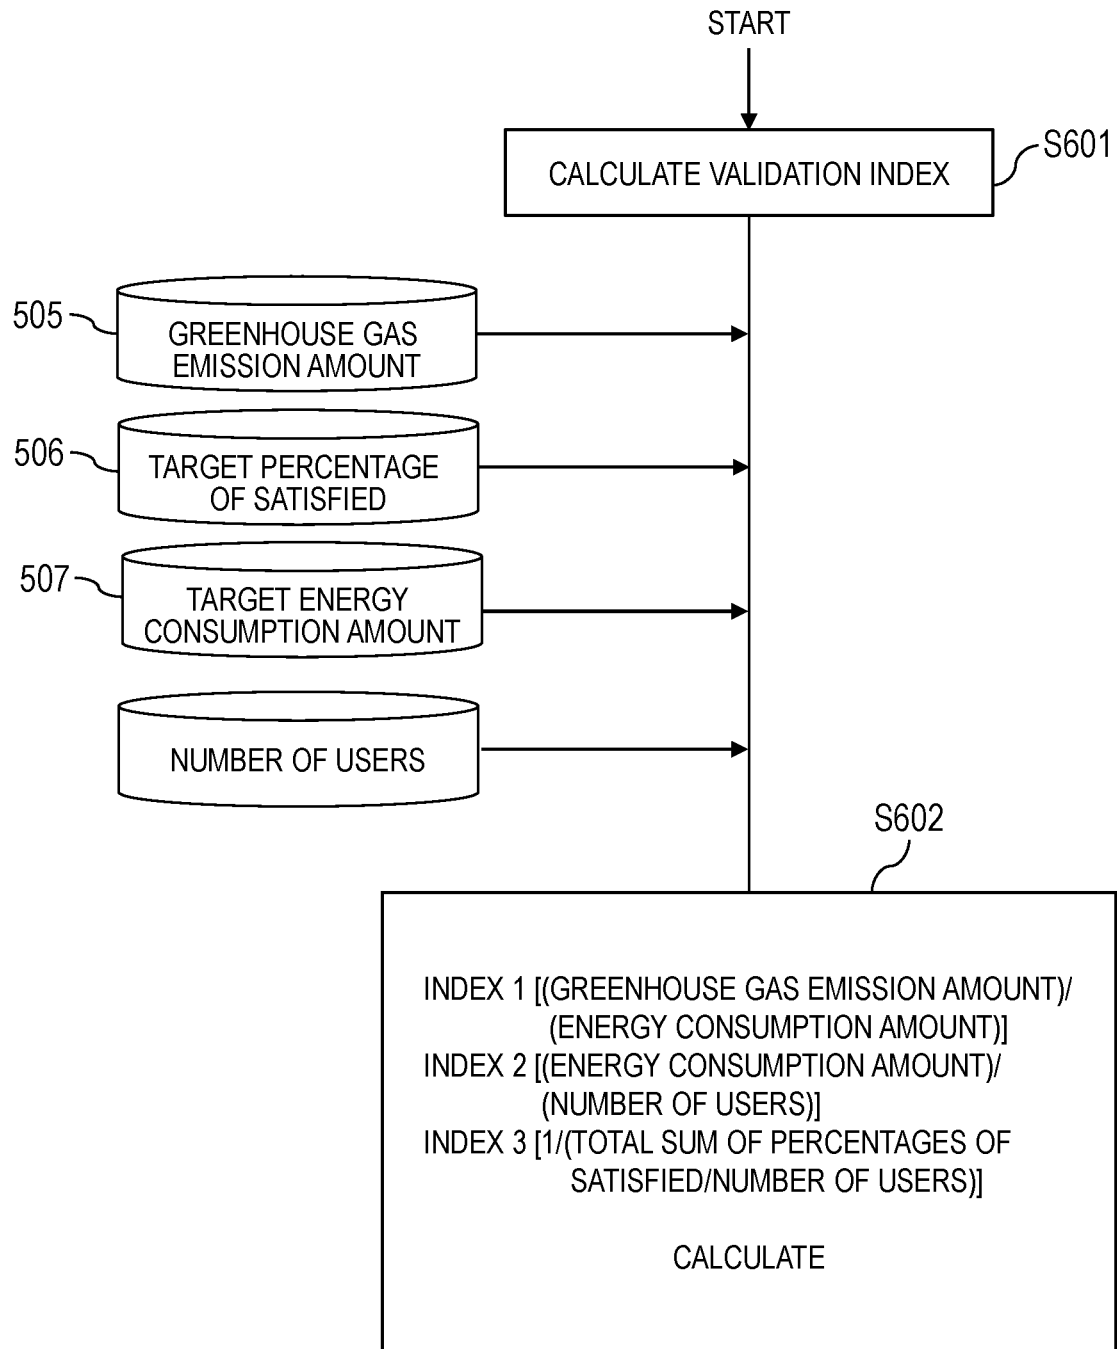 START
CALCULATE VALIDATION INDEX
S601
505
GREENHOUSE GAS
EMISSION AMOUNT
506
TARGET PERCENTAGE
OF SATISFIED
507
TARGET ENERGY
CONSUMPTION AMOUNT
NUMBER OF USERS
S602
INDEX 1 [(GREENHOUSE GAS EMISSION AMOUNT)/
(ENERGY CONSUMPTION AMOUNT)]
INDEX 2 [(ENERGY CONSUMPTION AMOUNT)/
(NUMBER OF USERS)]
INDEX 3 [1/(TOTAL SUM OF PERCENTAGES OF
SATISFIED/NUMBER OF USERS)]
CALCULATE